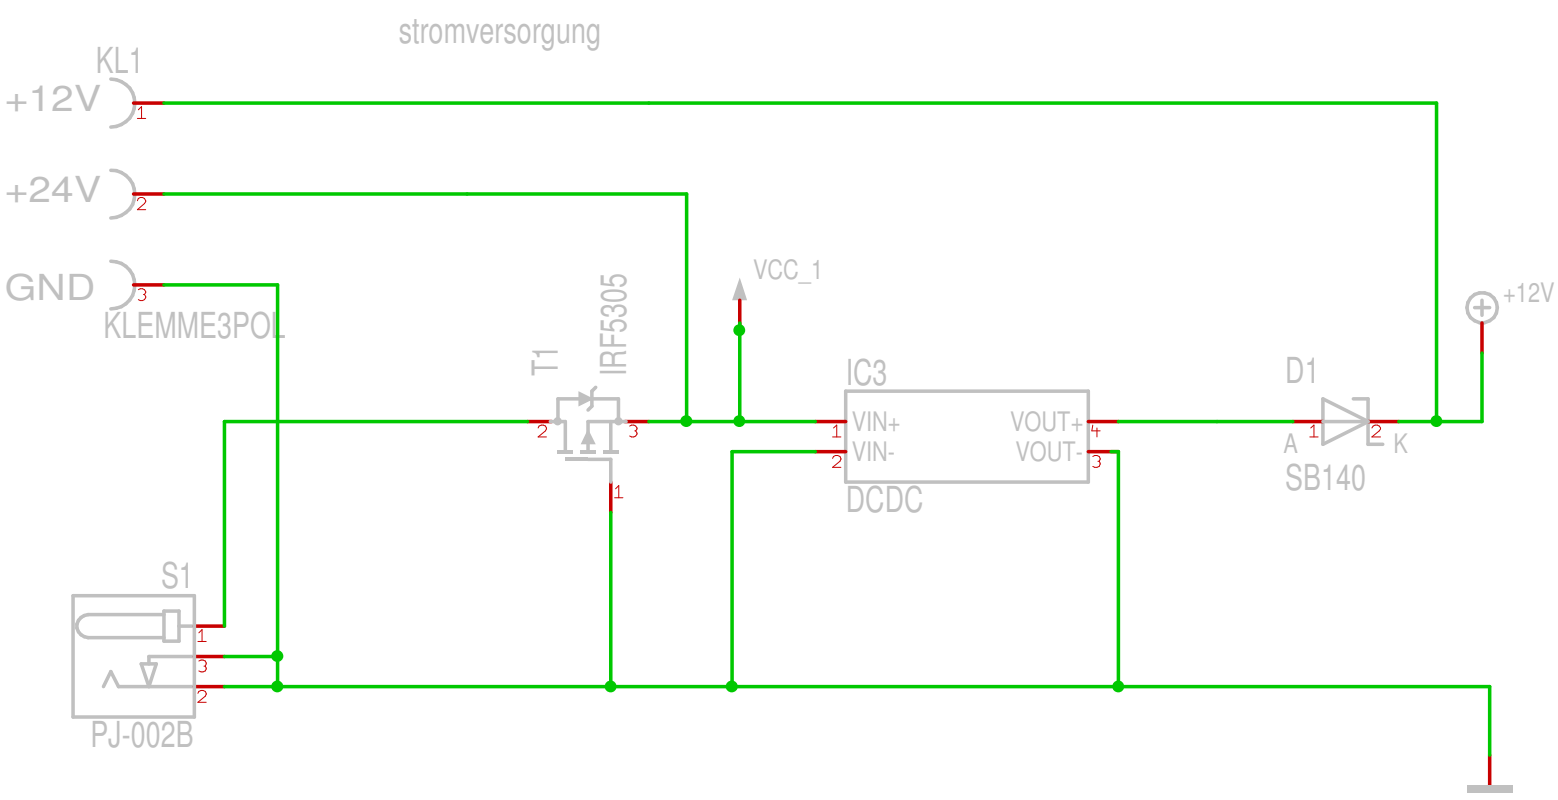 stromversorgung
KL1
+12V
1
+24V
2
GND
3
KLEMME3POL
VCC_1
+12V
T1
IRF5305
2
3
1
IC3
VIN+
VOUT+
1
4
VIN-
VOUT-
2
3
DCDC
D1
1
2
A
K
SB140
S1
1
3
2
PJ-002B